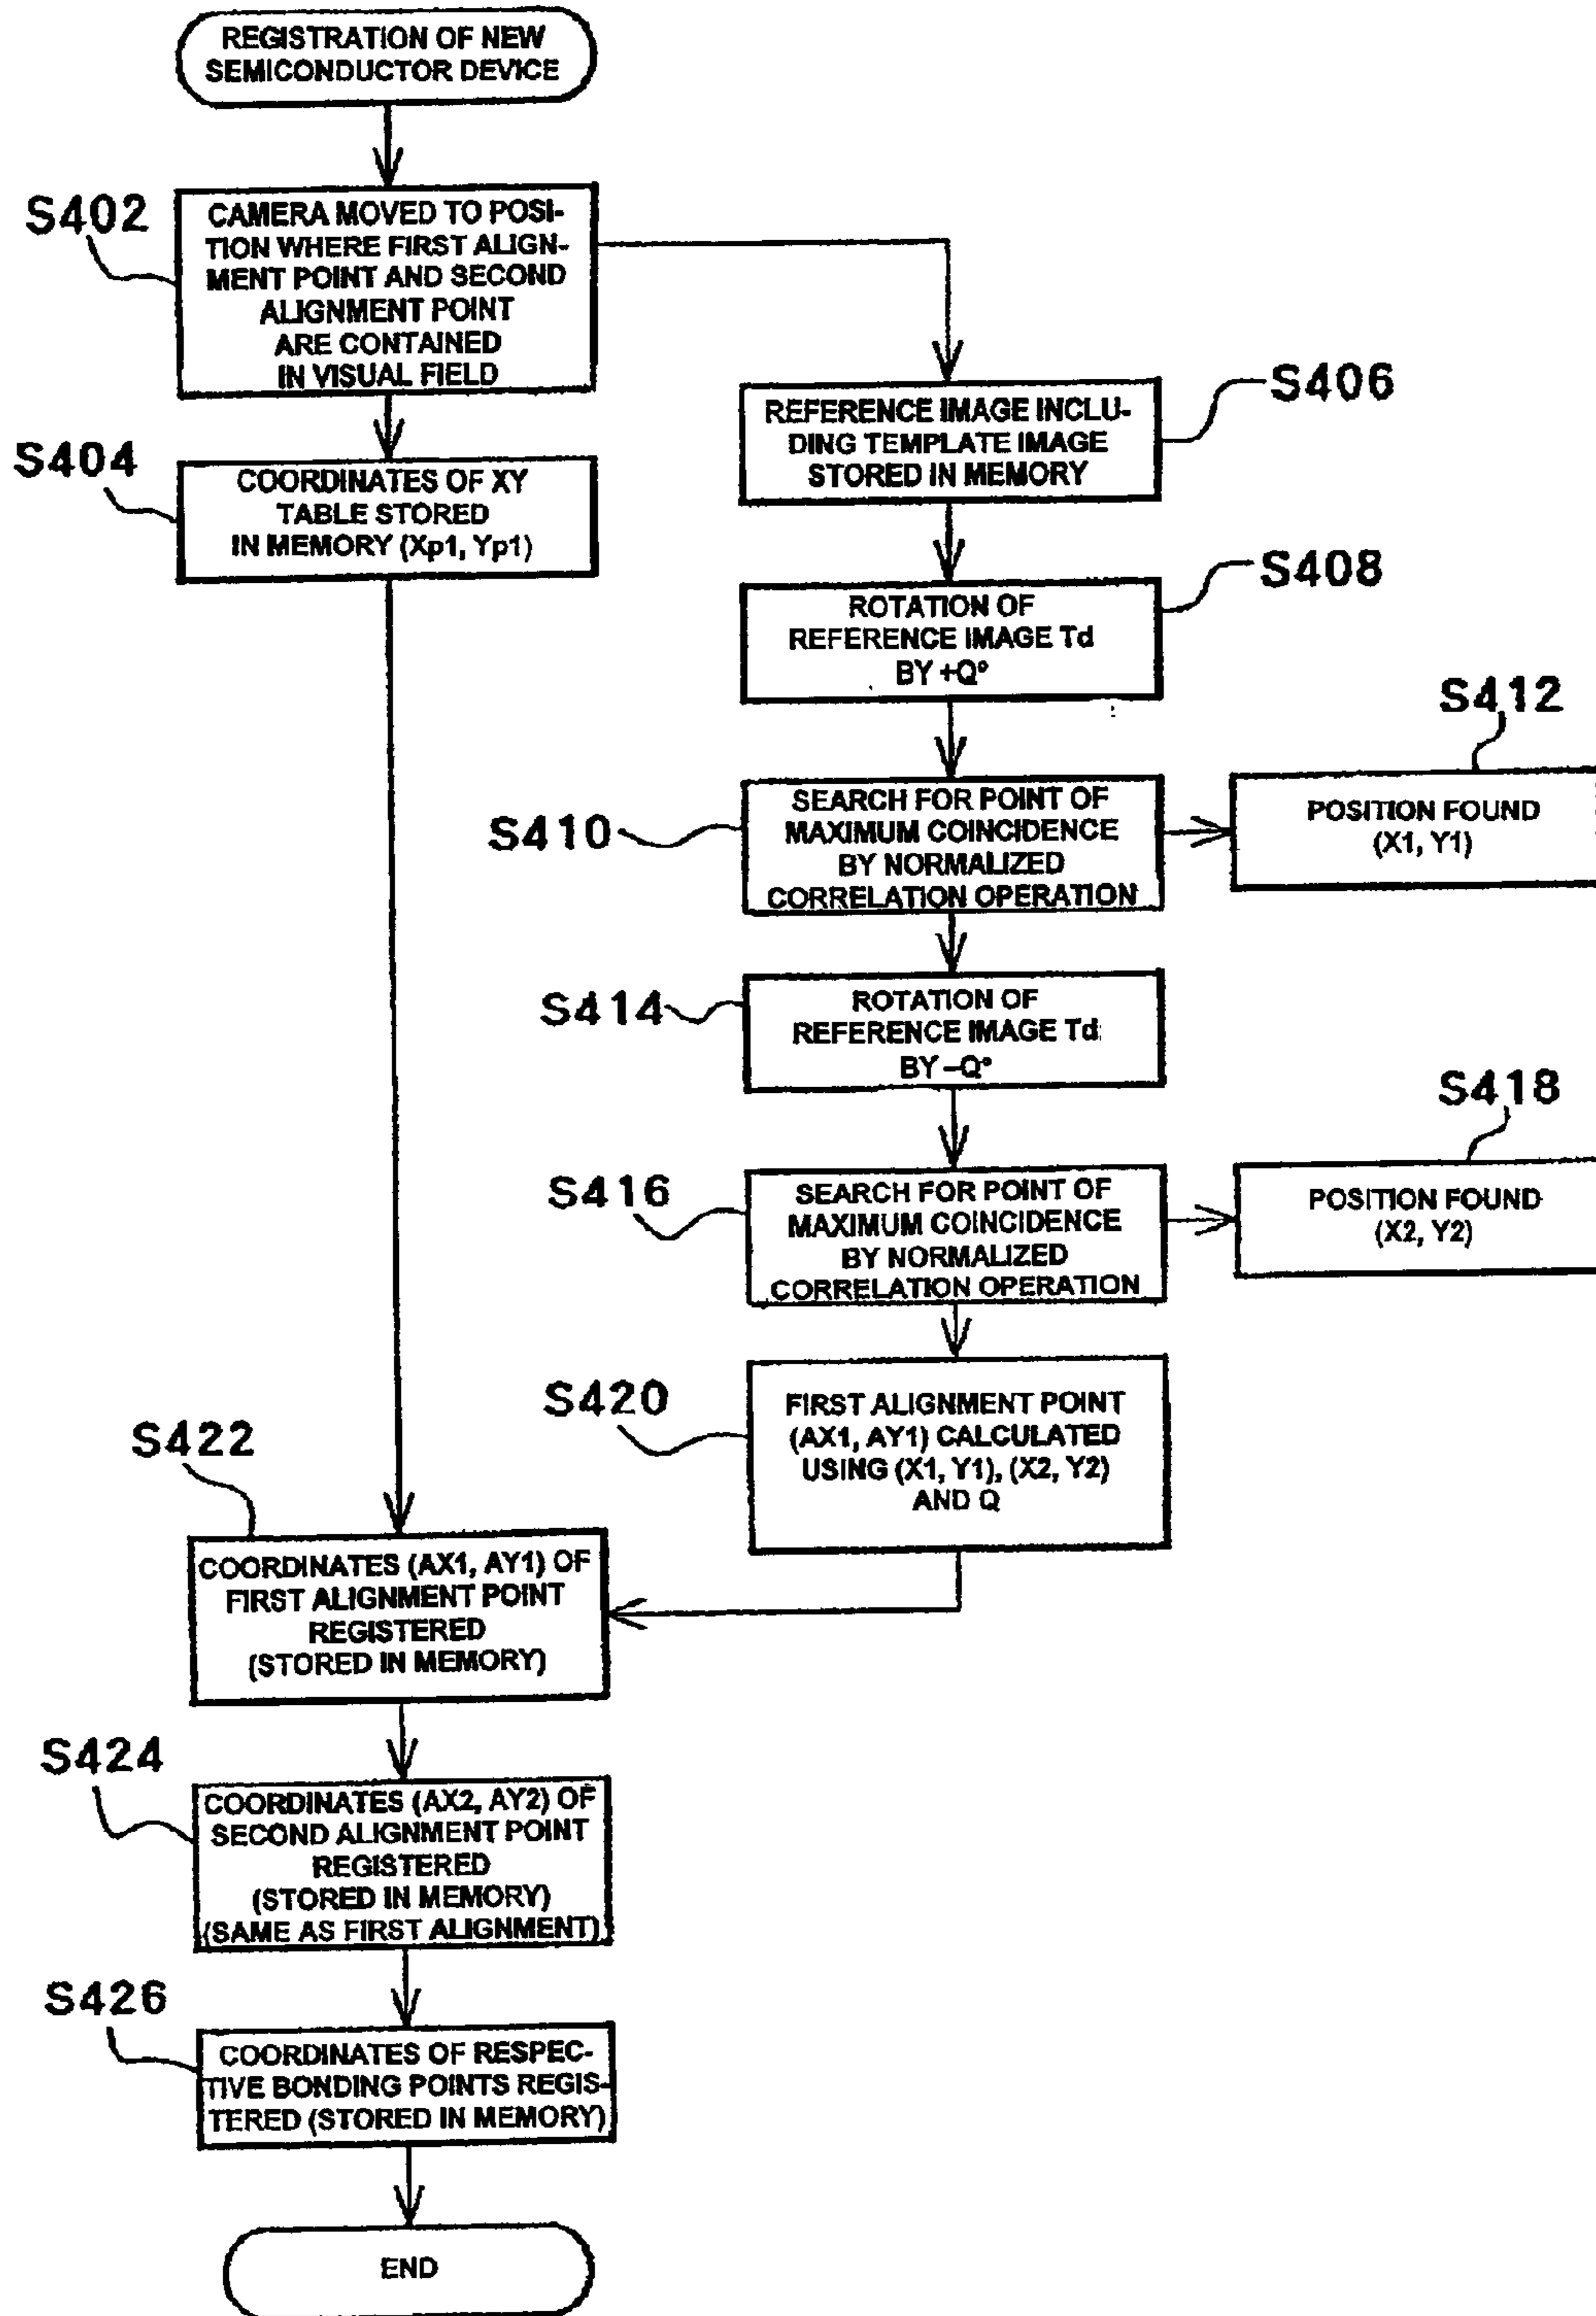 REGISTRATION OF NEW
SEMICONDUCTOR DEVICE
S402
CAMERA MOVED TO POSI-
TION WHERE FIRST ALIGN-
MENT POINT AND SECOND
ALIGNMENT POINT
ARE CONTAINED
IN VISUAL FIELD
S404
COORDINATES OF XY
TABLE STORED
IN MEMORY (Xp1, Yp1)
S406
REFERENCE IMAGE INCLU-
DING TEMPLATE IMAGE
STORED IN MEMORY
S408
ROTATION OF
REFERENCE IMAGE Td
BY +Q°
S410
SEARCH FOR POINT OF
MAXIMUM COINCIDENCE
BY NORMALIZED
CORRELATION OPERATION
S412
POSITION FOUND
(X1, Y1)
S414
ROTATION OF
REFERENCE IMAGE Td
BY –Q°
S416
SEARCH FOR POINT OF
MAXIMUM COINCIDENCE
BY NORMALIZED
CORRELATION OPERATION
S418
POSITION FOUND
(X2, Y2)
S420
FIRST ALIGNMENT POINT
(AX1, AY1) CALCULATED
USING (X1, Y1), (X2, Y2)
AND Q
S422
COORDINATES (AX1, AY1) OF
FIRST ALIGNMENT POINT
REGISTERED
(STORED IN MEMORY)
S424
COORDINATES (AX2, AY2) OF
SECOND ALIGNMENT POINT
REGISTERED
(STORED IN MEMORY)
(SAME AS FIRST ALIGNMENT)
S426
COORDINATES OF RESPEC-
TIVE BONDING POINTS REGIS-
TERED (STORED IN MEMORY)
END